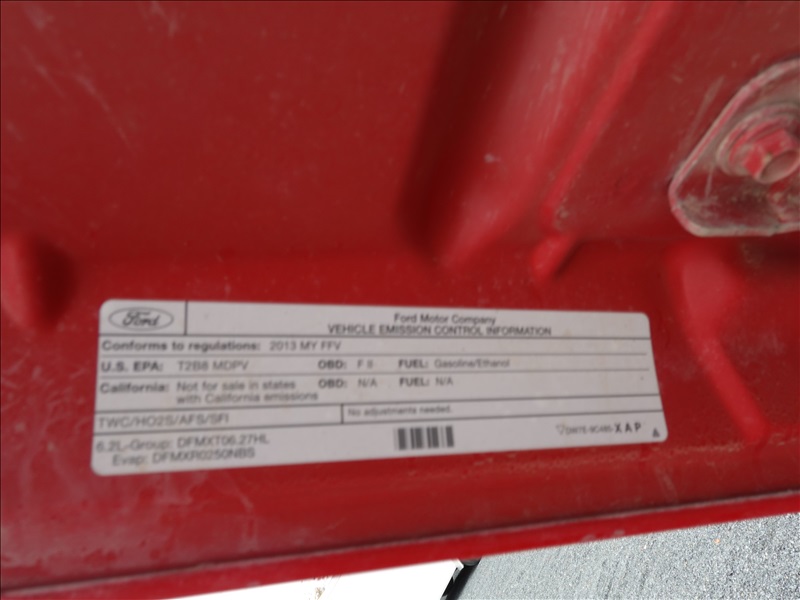 Ford
Ford Motor Company
VEHICLE EMISSION CONTROL INFORMATION
Conforms to regulations: 2013 MY FFV
U.S. EPA: T2B8 MDPV OBD: F II FUEL: Gasoline/Ethanol
California: Not for sale in states with California emissions OBD: N/A FUEL: N/A
TWC/HO2S/AFS/SFI
No adjustments needed.
6.2L-Group: DFMXT06.27HL
Evap: DFMXR0250NBS
XAP